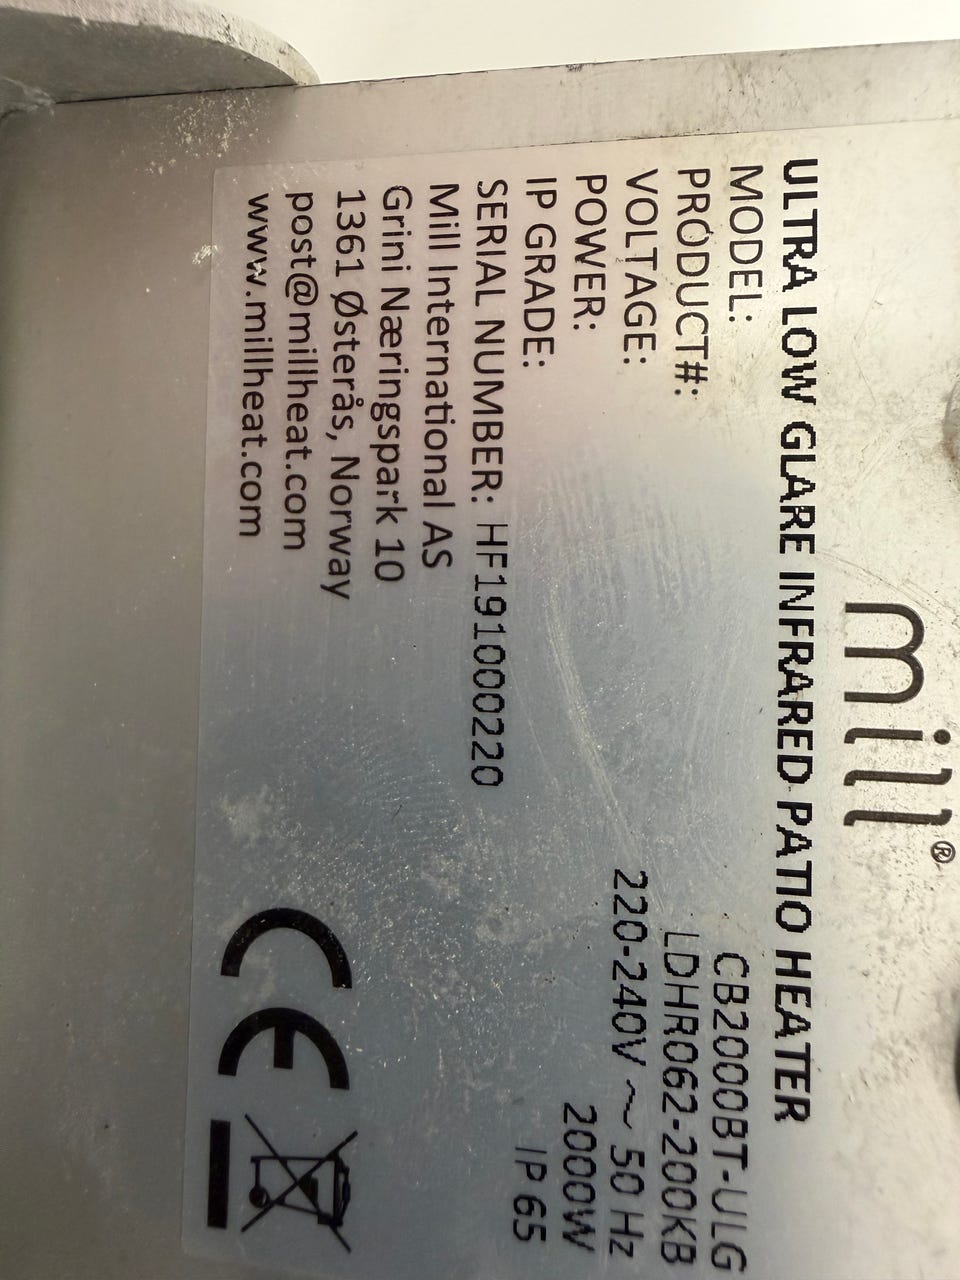 mill®
ULTRA LOW GLARE INFRARED PATIO HEATER
MODEL: CB2000BT-ULG
PRODUCT#: LDHR062-200KB
VOLTAGE: 220-240V ~ 50 Hz
POWER: 2000W
IP GRADE: IP 65
SERIAL NUMBER: HF191000220
Mill International AS
Grini Næringspark 10
1361 Østerås, Norway
post@millheat.com
www.millheat.com
CE